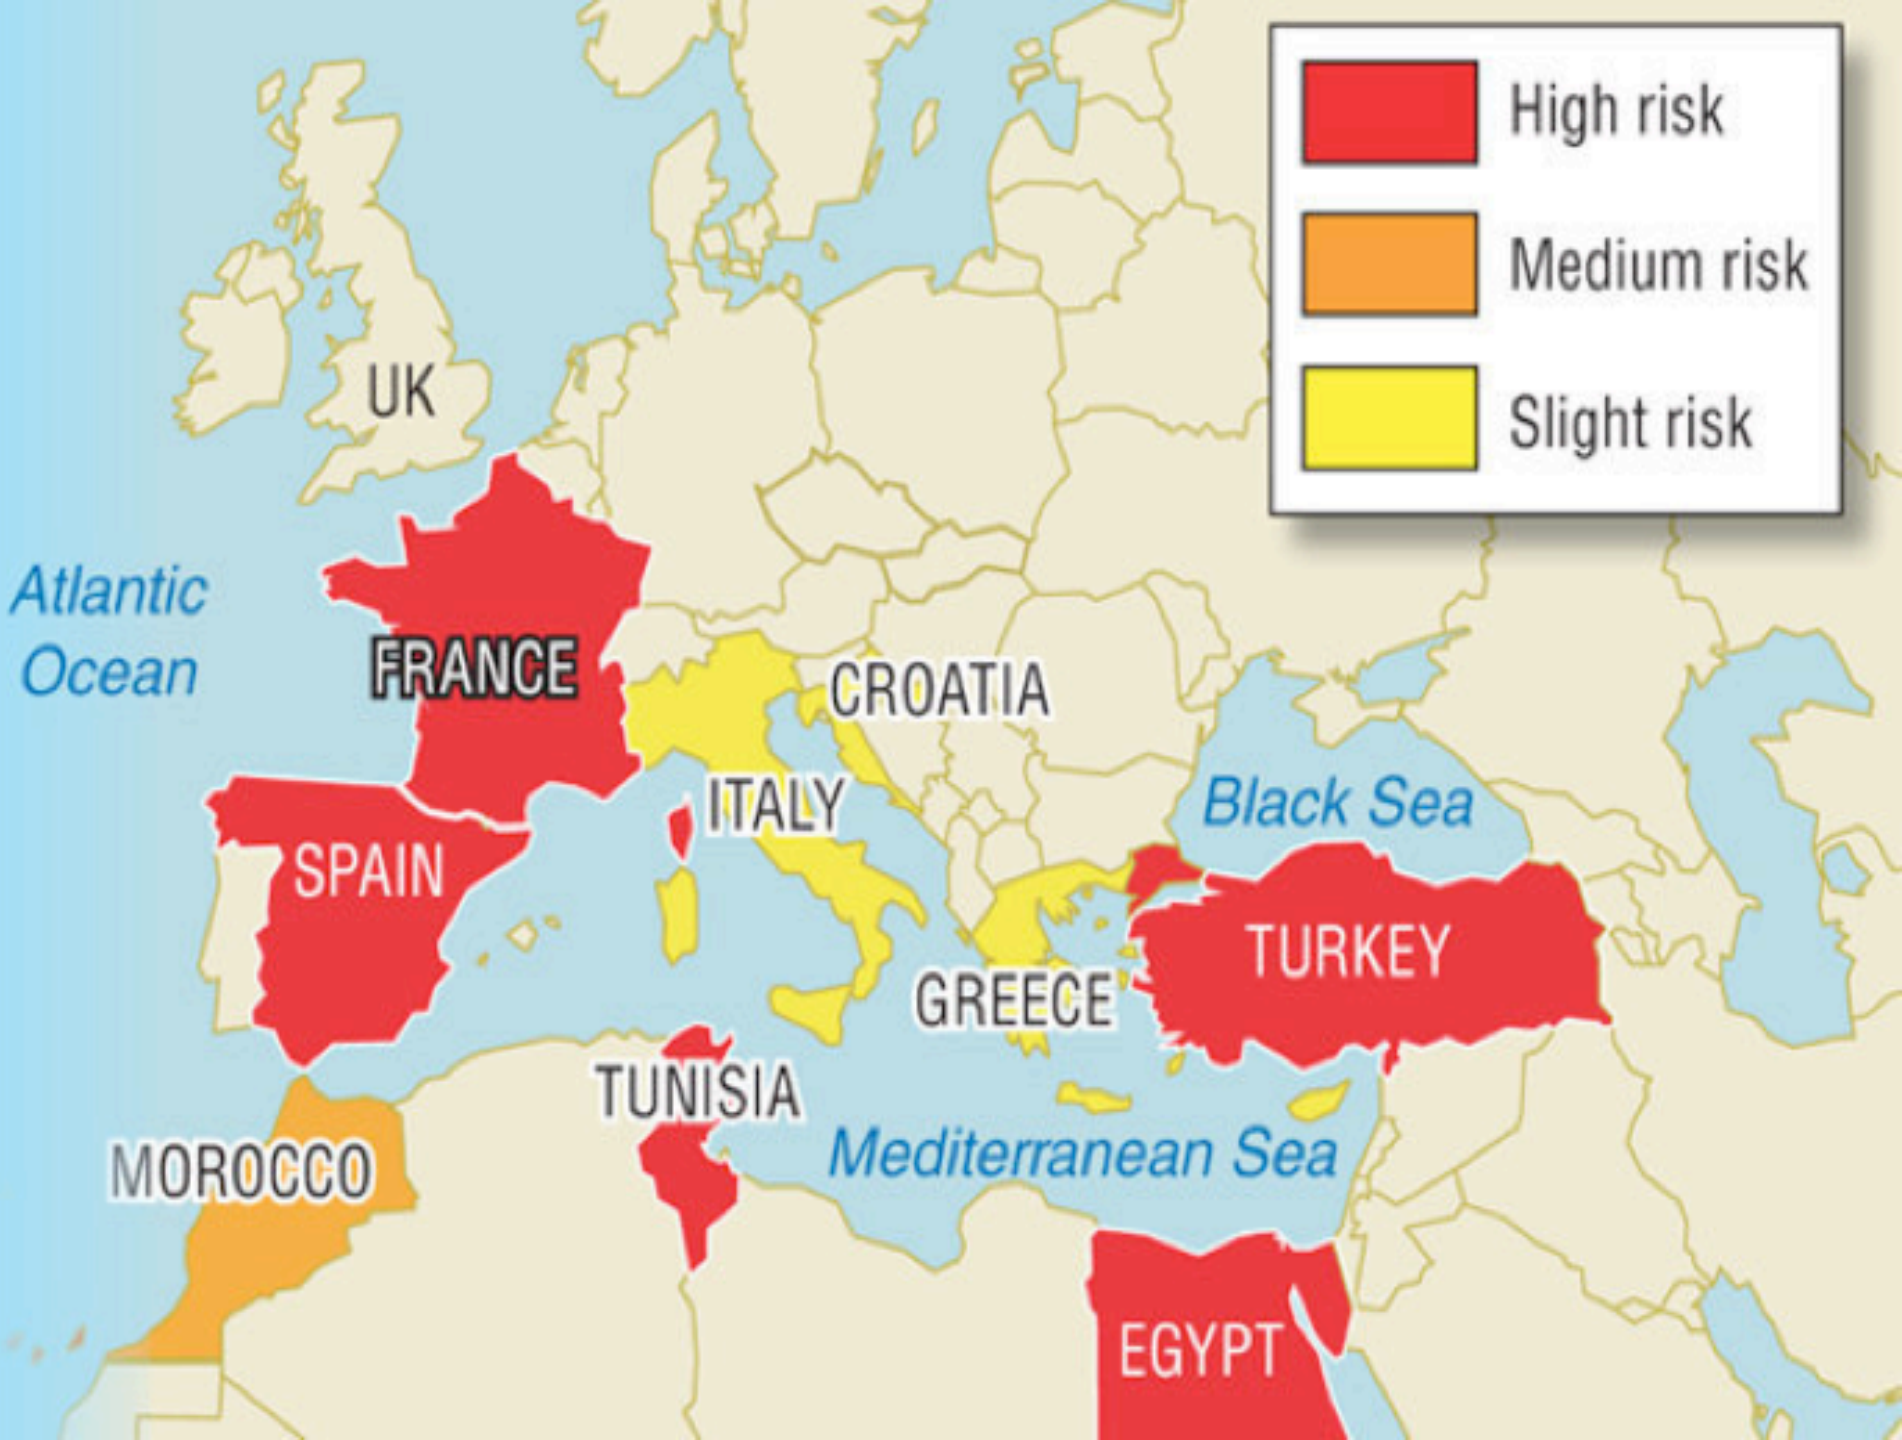 High risk
Medium risk
Slight risk
UK
Atlantic
Ocean
FRANCE
CROATIA
ITALY
Black Sea
SPAIN
TURKEY
GREECE
TUNISIA
Mediterranean Sea
MOROCCO
EGYPT